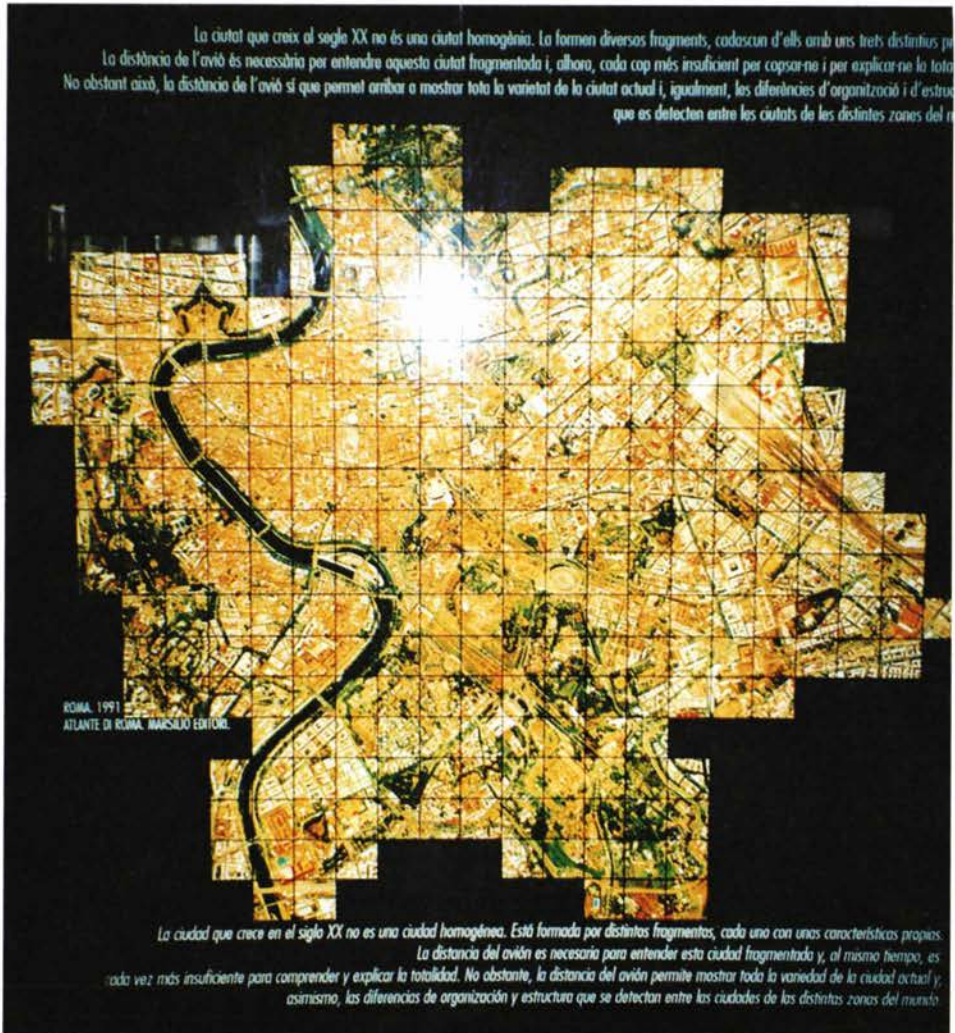 La ciutat que creix al segle XX no és una ciutat homogènia. La formen diversos fragments, cadascun d'ells amb uns trets distintius
La distància de l'avió és necessària per entendre aquesta ciutat fragmentada i, alhora, cada cop més insuficient per copsar-ne i per explicar-ne la
No obstant això, la distància de l'avió sí que permet arribar a mostrar tota la varietat de la ciutat actual i, igualment, les diferències d'organització i
que es detecten entre les ciutats de les distintes zones del
ROMA. 1991
ATLANTE DI ROMA. MARSILIO EDITORI.
La ciudad que crece en el siglo XX no es una ciudad homogénea. Está formada por distintos fragmentos, cada uno con unas características propias.
La distancia del avión es necesaria para entender esta ciudad fragmentada y, al mismo tiempo, es
cada vez más insuficiente para comprender y explicar la totalidad. No obstante, la distancia del avión permite mostrar toda la variedad de la ciudad actual y,
asimismo, las diferencias de organización y estructura que se detectan entre las ciudades de las distintas zonas del mundo.